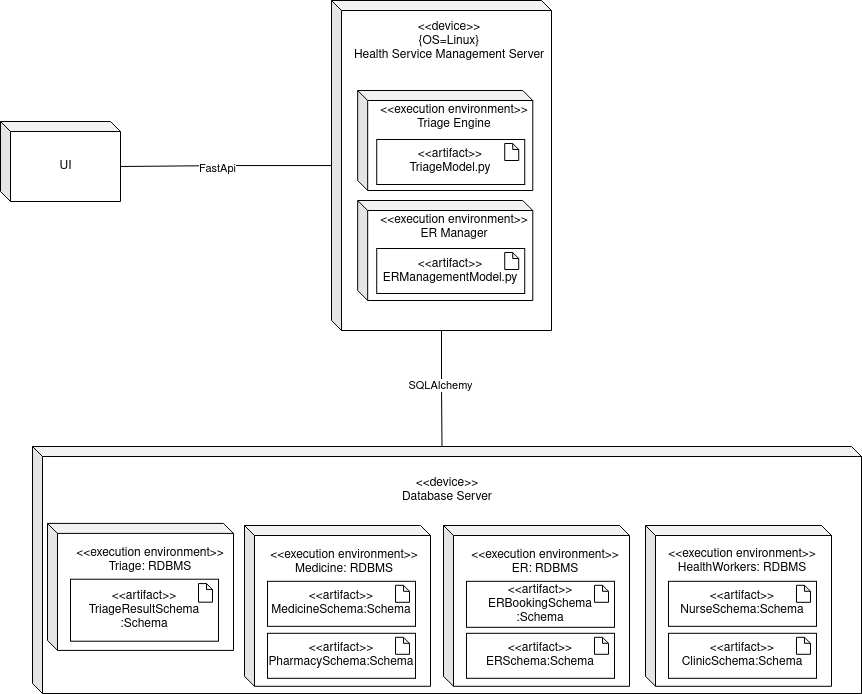 <<device>>
{OS=Linux}
Health Service Management Server
<<execution environment>>
Triage Engine
<<artifact>>
TriageModel.py
UI
FastApi
<<execution environment>>
ER Manager
<<artifact>>
ERManagementModel.py
SQLAlchemy
<<device>>
Database Server
<<execution environment>>
Triage: RDBMS
<<artifact>>
TriageResultSchema
:Schema
<<execution environment>>
Medicine: RDBMS
<<artifact>>
MedicineSchema:Schema
<<artifact>>
PharmacySchema:Schema
<<execution environment>>
ER: RDBMS
<<artifact>>
ERBookingSchema
:Schema
<<artifact>>
ERSchema:Schema
<<execution environment>>
HealthWorkers: RDBMS
<<artifact>>
NurseSchema:Schema
<<artifact>>
ClinicSchema:Schema